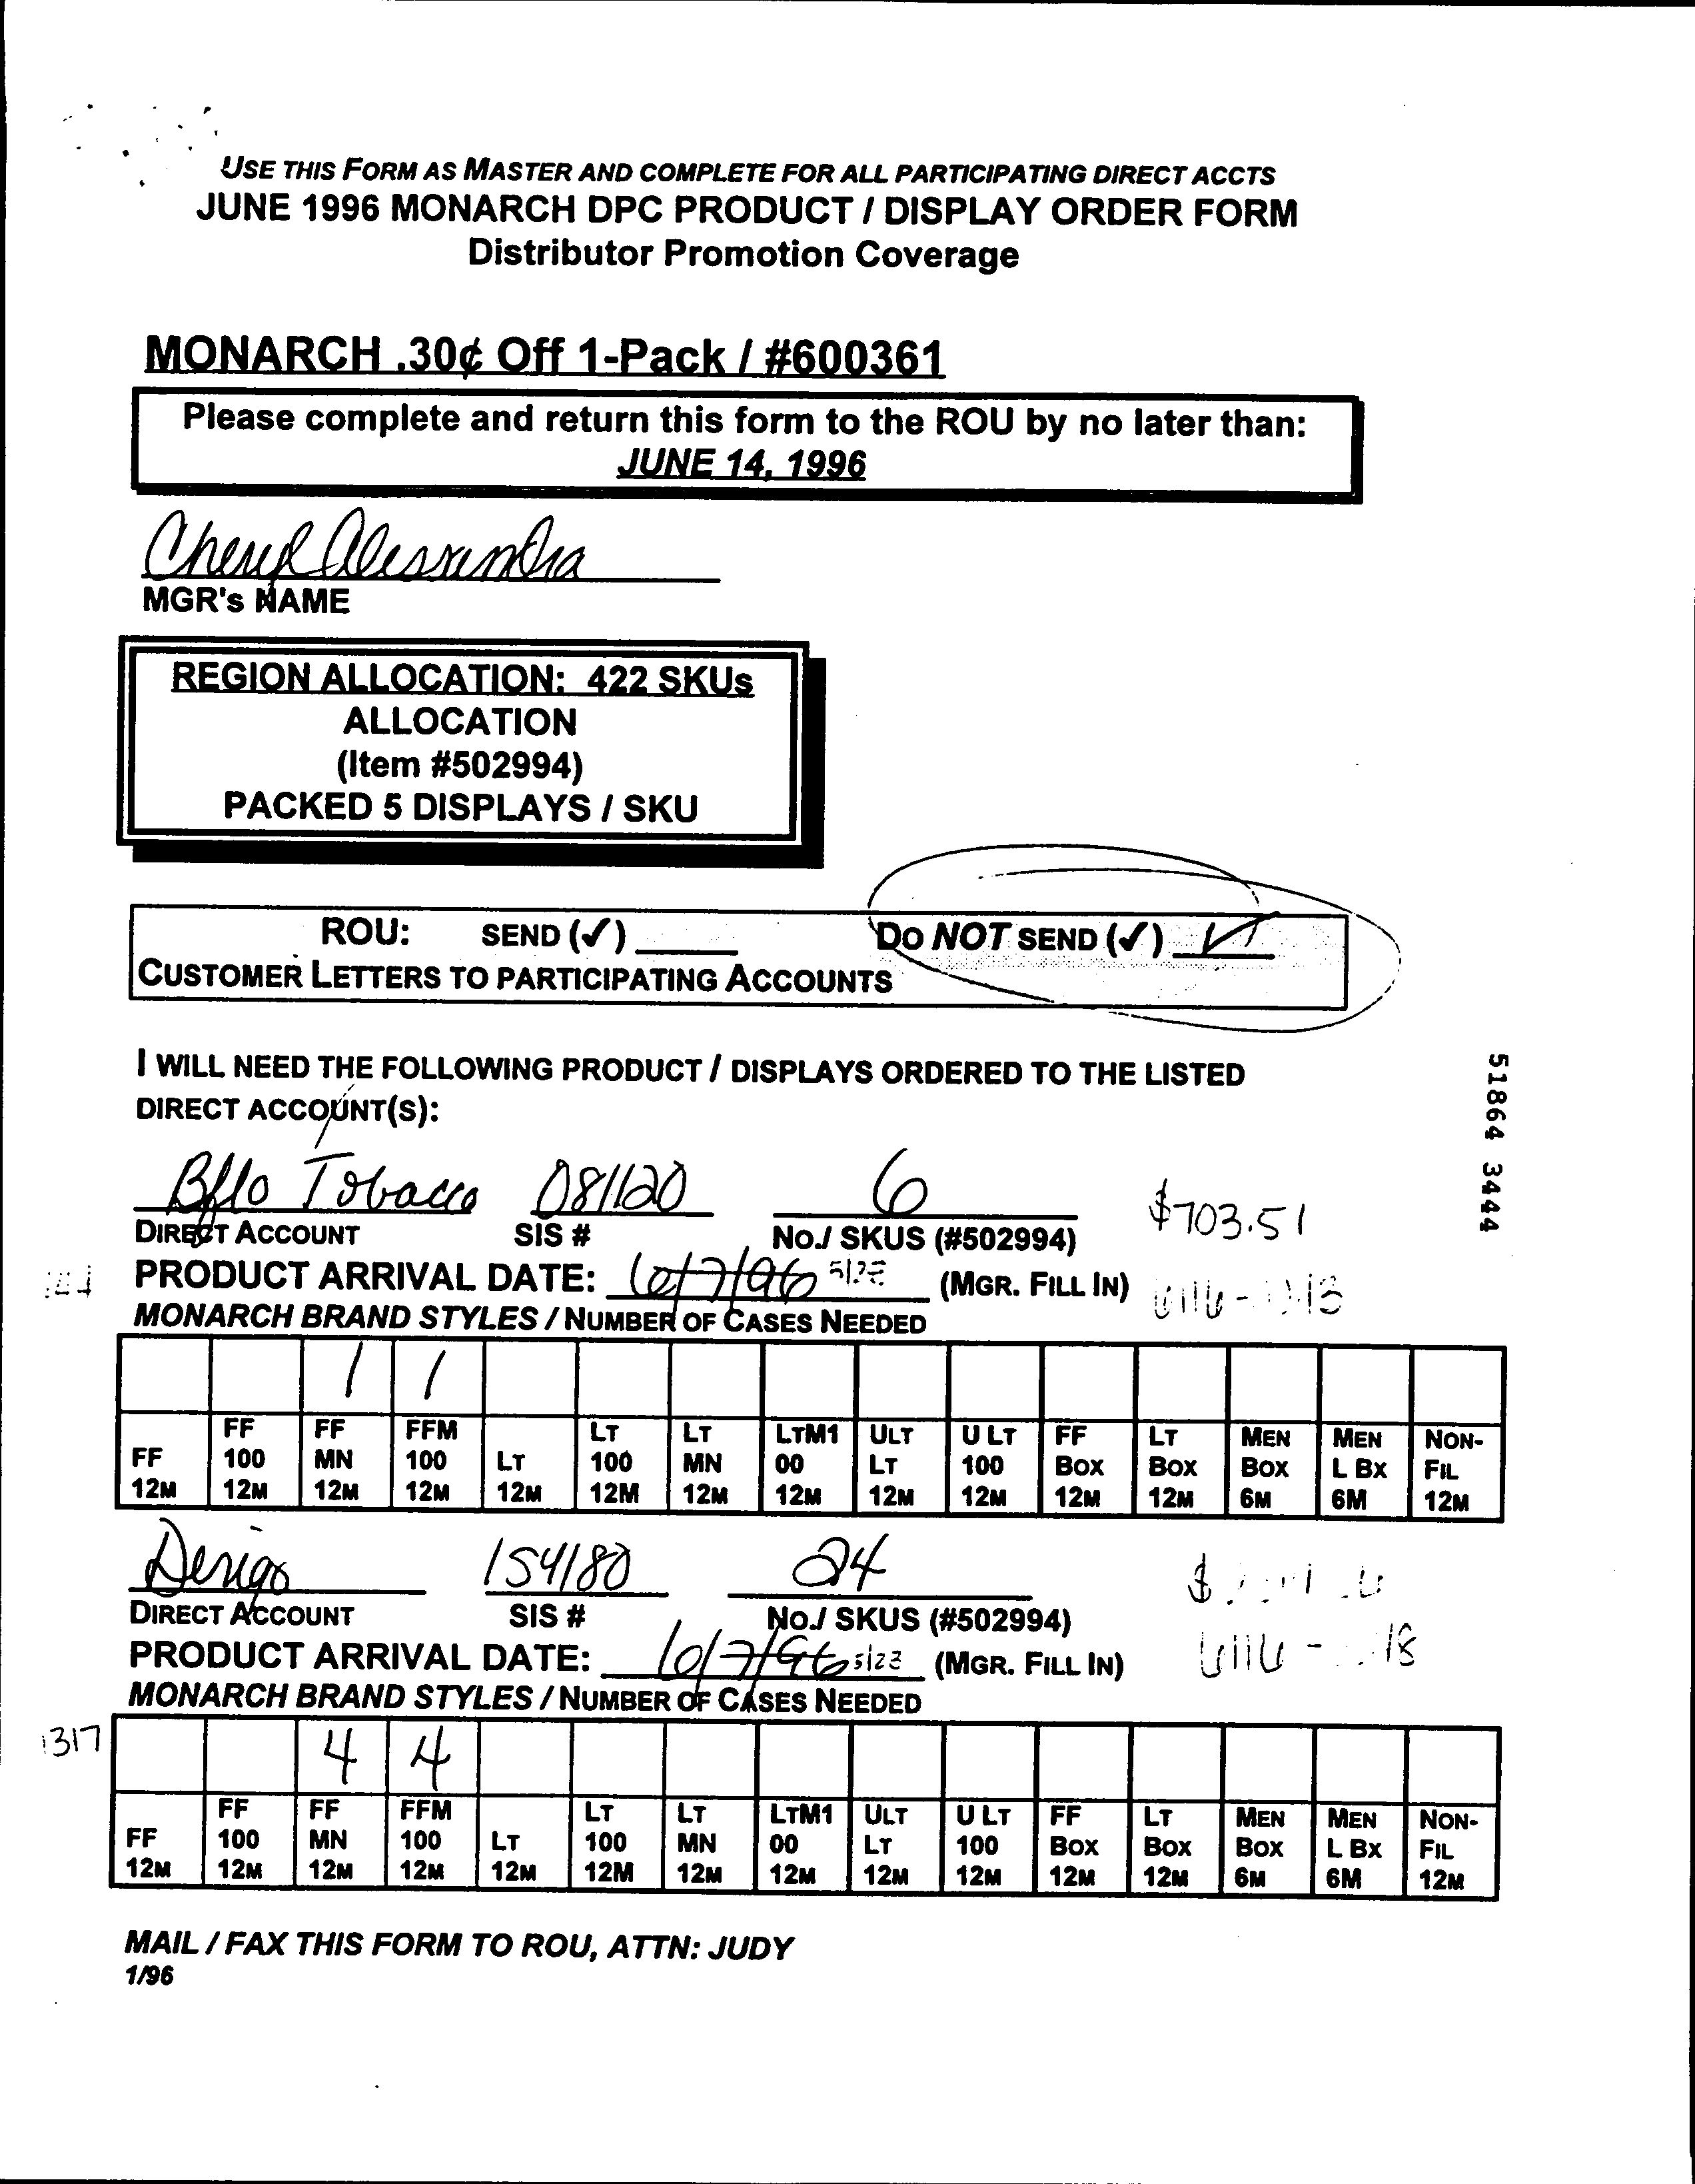 USE THIS FORM AS MASTER AND COMPLETE FOR ALL PARTICIPATING DIRECT ACCTS
JUNE 1996 MONARCH DPC PRODUCT / DISPLAY ORDER FORM
Distributor Promotion Coverage
MONARCH .30¢ Off 1-Pack / #600361
Please complete and return this form to the ROU by no later than:
JUNE 14, 1996
Cheryl Alessandra
MGR's NAME
REGION ALLOCATION: 422 SKUs
ALLOCATION
(Item #502994)
PACKED 5 DISPLAYS / SKU
ROU: SEND (✓) ____ DO NOT SEND (✓) ✓
CUSTOMER LETTERS TO PARTICIPATING ACCOUNTS
I WILL NEED THE FOLLOWING PRODUCT / DISPLAYS ORDERED TO THE LISTED
DIRECT ACCOUNT(S):
51864 3444
Bflo Tobacco 081120 6 $703.51
DIRECT ACCOUNT SIS # NO./ SKUS (#502994)
PRODUCT ARRIVAL DATE: 6/7/96 (MGR. FILL IN)
MONARCH BRAND STYLES / NUMBER OF CASES NEEDED
1 1
FF FF FFM LT LT LTM1 ULT U LT FF LT MEN MEN NON-
FF 100 MN 100 LT 100 MN 00 LT 100 BOX BOX BOX L BX FIL
12M 12M 12M 12M 12M 12M 12M 12M 12M 12M 12M 12M 6M 6M 12M
154180 24
DIRECT ACCOUNT SIS # NO./ SKUS (#502994)
PRODUCT ARRIVAL DATE: 6/7/96 5/23 (MGR. FILL IN)
MONARCH BRAND STYLES / NUMBER OF CASES NEEDED
1317 4 4
FF FF FFM LT LT LTM1 ULT U LT FF LT MEN MEN NON-
FF 100 MN 100 LT 100 MN 00 LT 100 BOX BOX BOX L BX FIL
12M 12M 12M 12M 12M 12M 12M 12M 12M 12M 12M 12M 6M 6M 12M
MAIL / FAX THIS FORM TO ROU, ATTN: JUDY
1/96